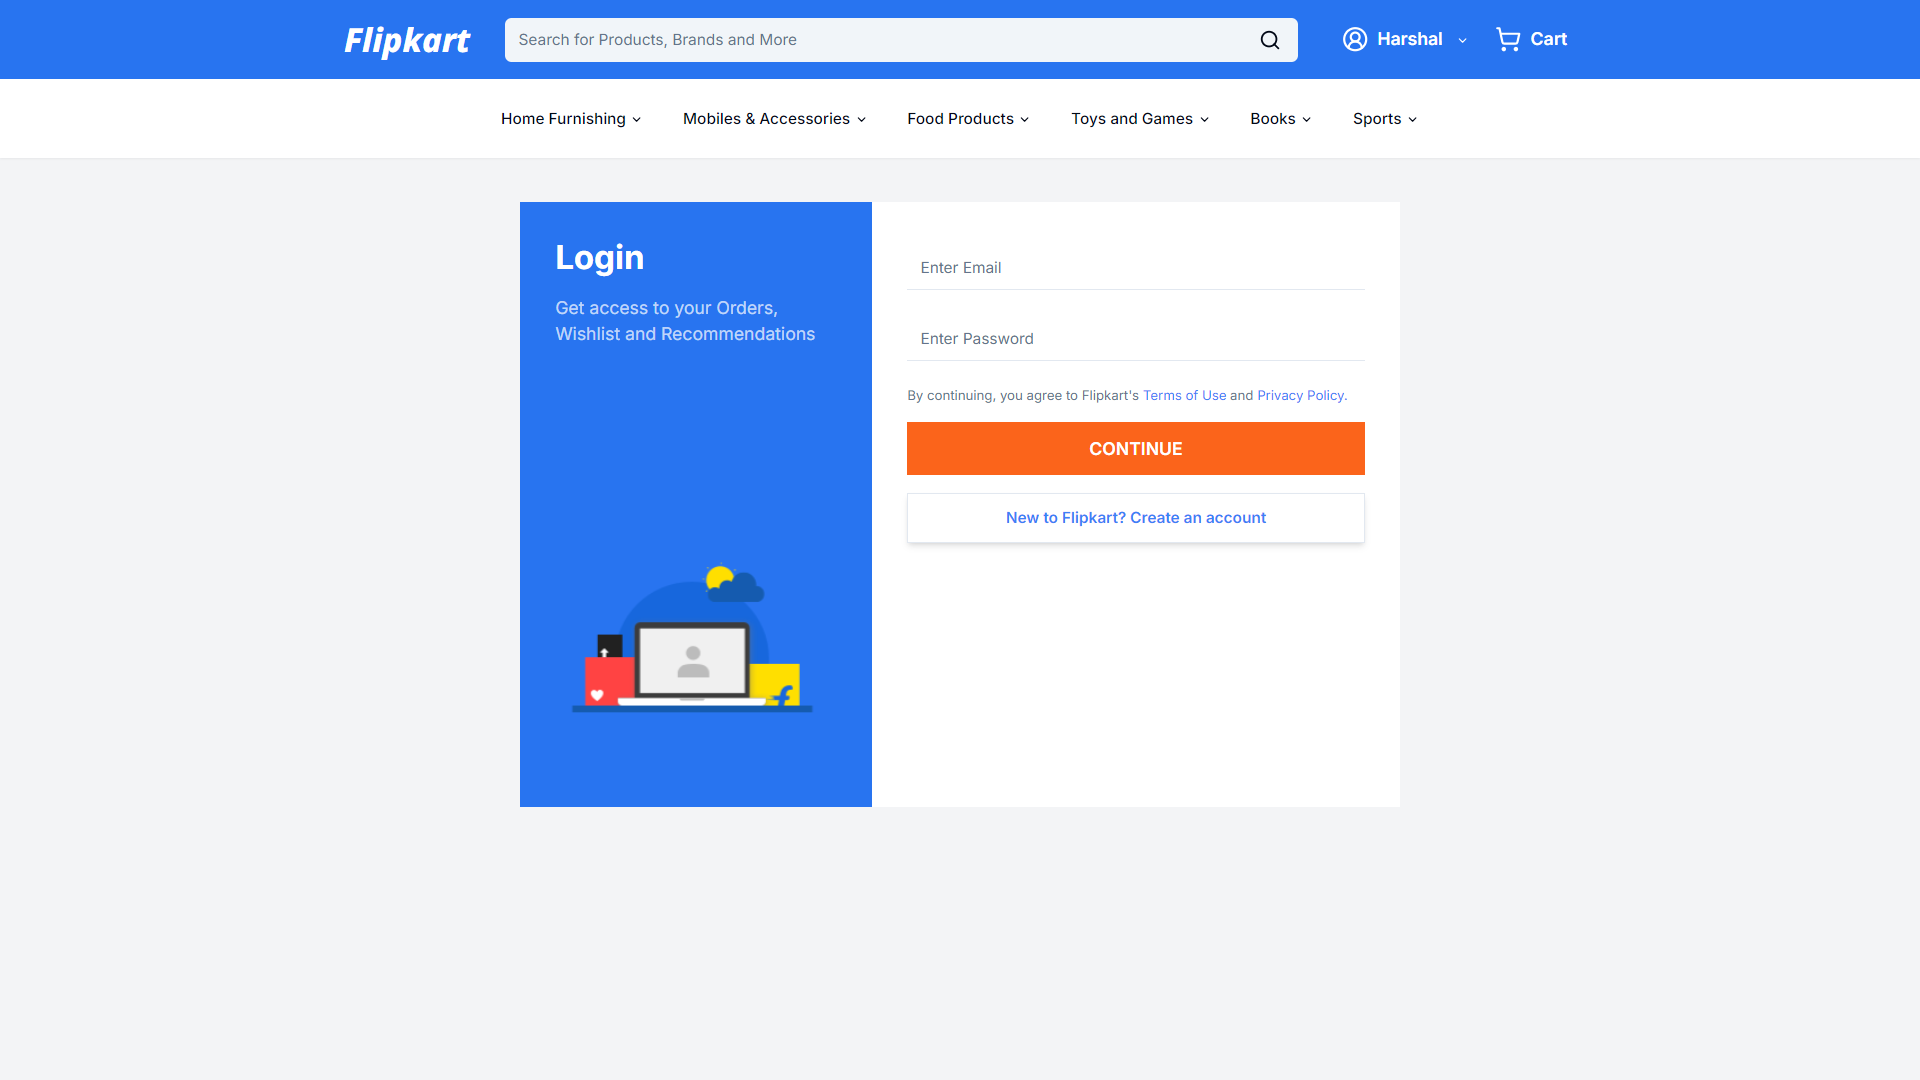 Flipkart
Search for Products, Brands and More
Harshal
Cart
Home Furnishing
Mobiles & Accessories
Food Products
Toys and Games
Books
Sports
Login
Get access to your Orders,
Wishlist and Recommendations
Enter Email
Enter Password
By continuing, you agree to Flipkart's Terms of Use and Privacy Policy.
CONTINUE
New to Flipkart? Create an account
f